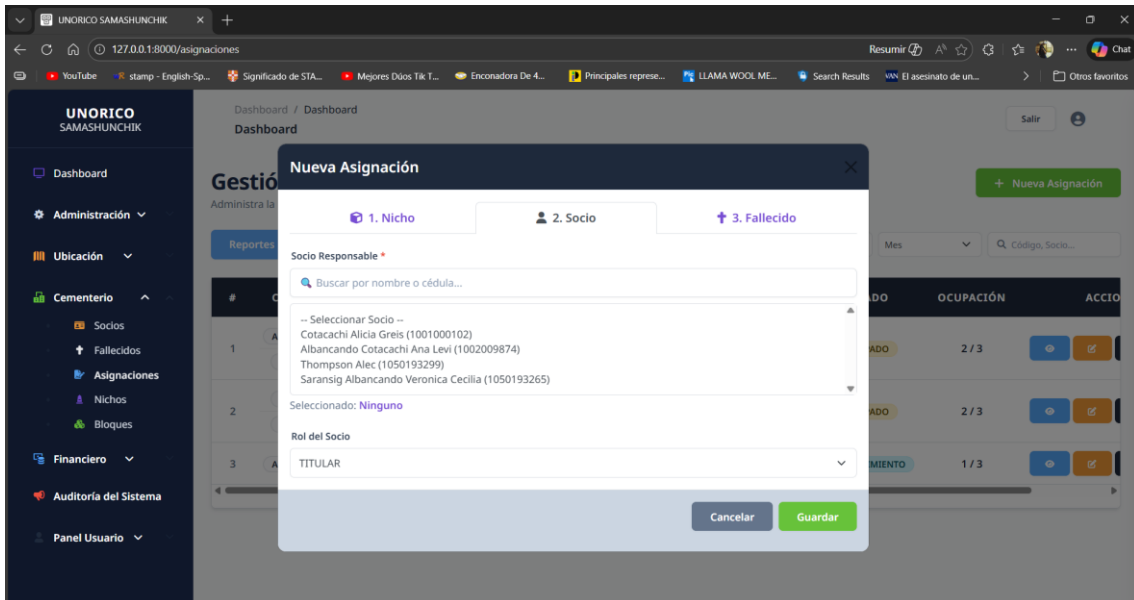 UNORICO SAMASHUNCHIK
127.0.0.1:8000/asignaciones
Resumir
Chat
YouTube
stamp - English-Sp...
Significado de STA...
Mejores Dúos Tik T...
Enconadora De 4...
Principales represe...
LLAMA WOOL ME...
Search Results
El asesinato de un...
Otros favoritos
UNORICO
SAMASHUNCHIK
Dashboard / Dashboard
Dashboard
Salir
Dashboard
Administración
Ubicación
Cementerio
Socios
Fallecidos
Asignaciones
Nichos
Bloques
Financiero
Auditoría del Sistema
Panel Usuario
Gestió
Administra la
+ Nueva Asignación
Reportes
Mes
Código, Socio...
# C ADO OCUPACIÓN ACCIO
1 A ADO 2 / 3
2 ADO 2 / 3
3 A IMIENTO 1 / 3
Nueva Asignación
1. Nicho
2. Socio
3. Fallecido
Socio Responsable *
Buscar por nombre o cédula...
-- Seleccionar Socio --
Cotacachi Alicia Greis (1001000102)
Albancando Cotacachi Ana Levi (1002009874)
Thompson Alec (1050193299)
Saransig Albancando Veronica Cecilia (1050193265)
Seleccionado: Ninguno
Rol del Socio
TITULAR
Cancelar
Guardar